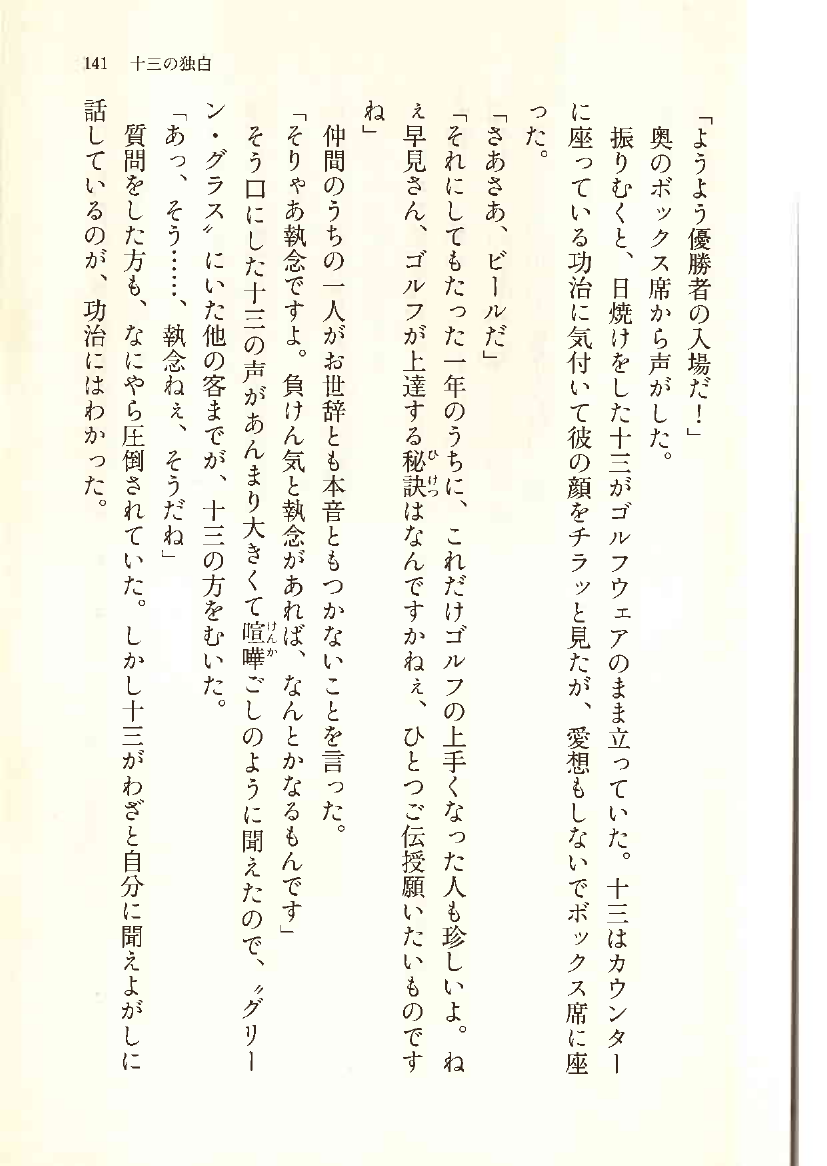 141 十三の独白
「ようよう優勝者の入場だ！」
奥のボックス席から声がした。
振りむくと、日焼けをした十三がゴルフウェアのまま立っていた。十三はカウンター
に座っている功治に気付いて彼の顔をチラッと見たが、愛想もしないでボックス席に座
った。
「さあさあ、ビールだ」
「それにしてもたった一年のうちに、これだけゴルフの上手くなった人も珍しいよ。ね
ぇ早見さん、ゴルフが上達する秘訣はなんですかねぇ、ひとつご伝授願いたいものです
ね」
仲間のうちの一人がお世辞とも本音ともつかないことを言った。
「そりゃあ執念ですよ。負けん気と執念があれば、なんとかなるもんです」
そう口にした十三の声があんまり大きくて喧嘩ごしのように聞えたので、〝グリー
ン・グラス〟にいた他の客までが、十三の方をむいた。
「あっ、そう……、執念ねぇ、そうだね」
質問をした方も、なにやら圧倒されていた。しかし十三がわざと自分に聞えよがしに
話しているのが、功治にはわかった。